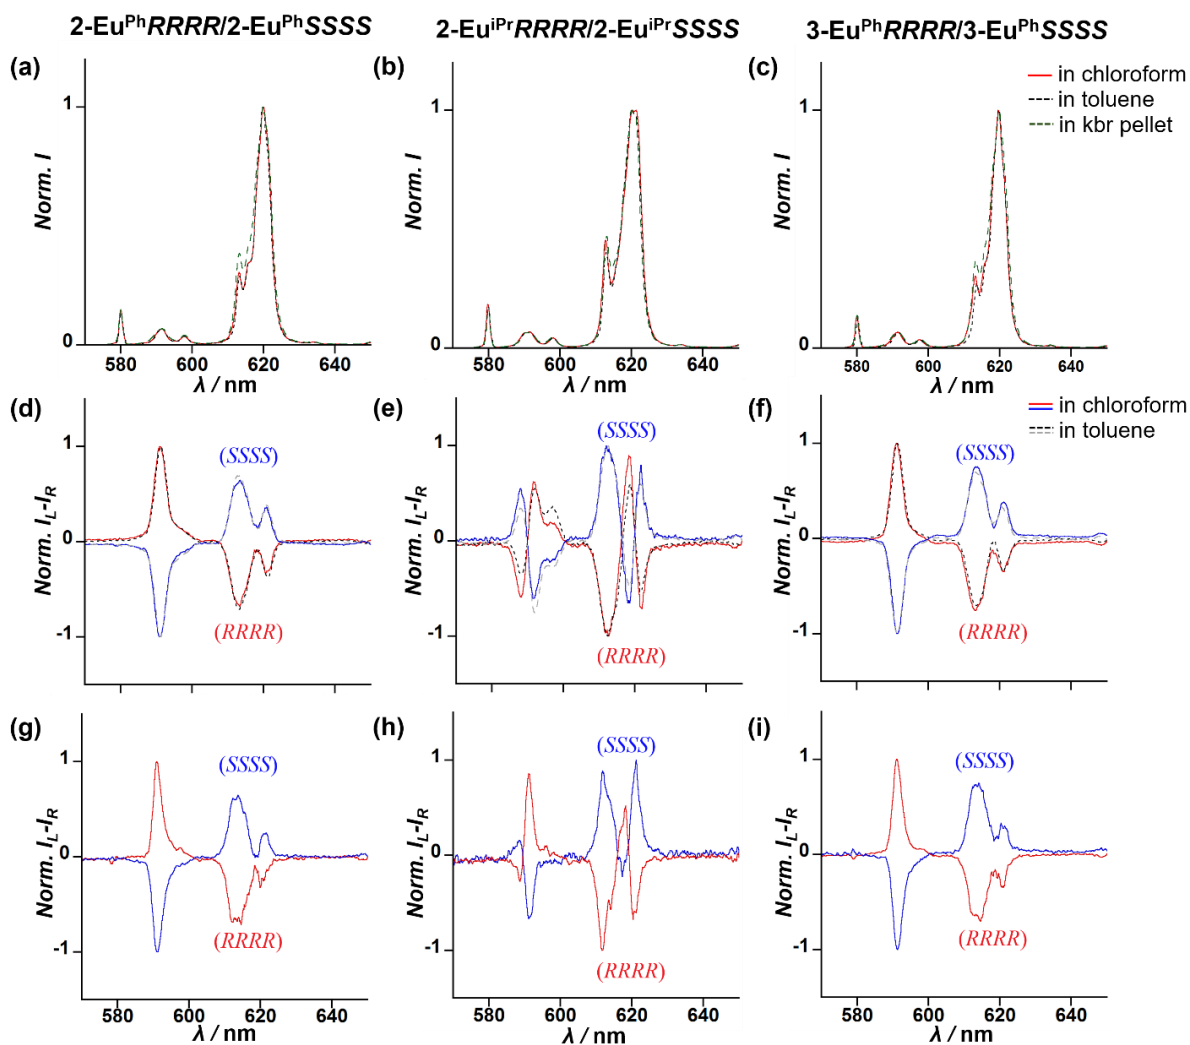 2-Eu^Ph RRRR/2-Eu^Ph SSSS
2-Eu^iPr RRRR/2-Eu^iPr SSSS
3-Eu^Ph RRRR/3-Eu^Ph SSSS
(a)
1
Norm. I
0
580 600 620 640
λ / nm
(b)
1
Norm. I
0
580 600 620 640
λ / nm
(c)
in chloroform
in toluene
in kbr pellet
1
Norm. I
0
580 600 620 640
λ / nm
(d)
1
(SSSS)
Norm. I_L-I_R
0
-1
(RRRR)
(e)
(SSSS)
1
Norm. I_L-I_R
0
-1
(RRRR)
(f)
in chloroform
in toluene
1
(SSSS)
Norm. I_L-I_R
0
-1
(RRRR)
(g)
1
(SSSS)
Norm. I_L-I_R
0
-1
(RRRR)
580 600 620 640
λ / nm
(h)
(SSSS)
1
Norm. I_L-I_R
0
-1
(RRRR)
580 600 620 640
λ / nm
(i)
1
(SSSS)
Norm. I_L-I_R
0
-1
(RRRR)
580 600 620 640
λ / nm